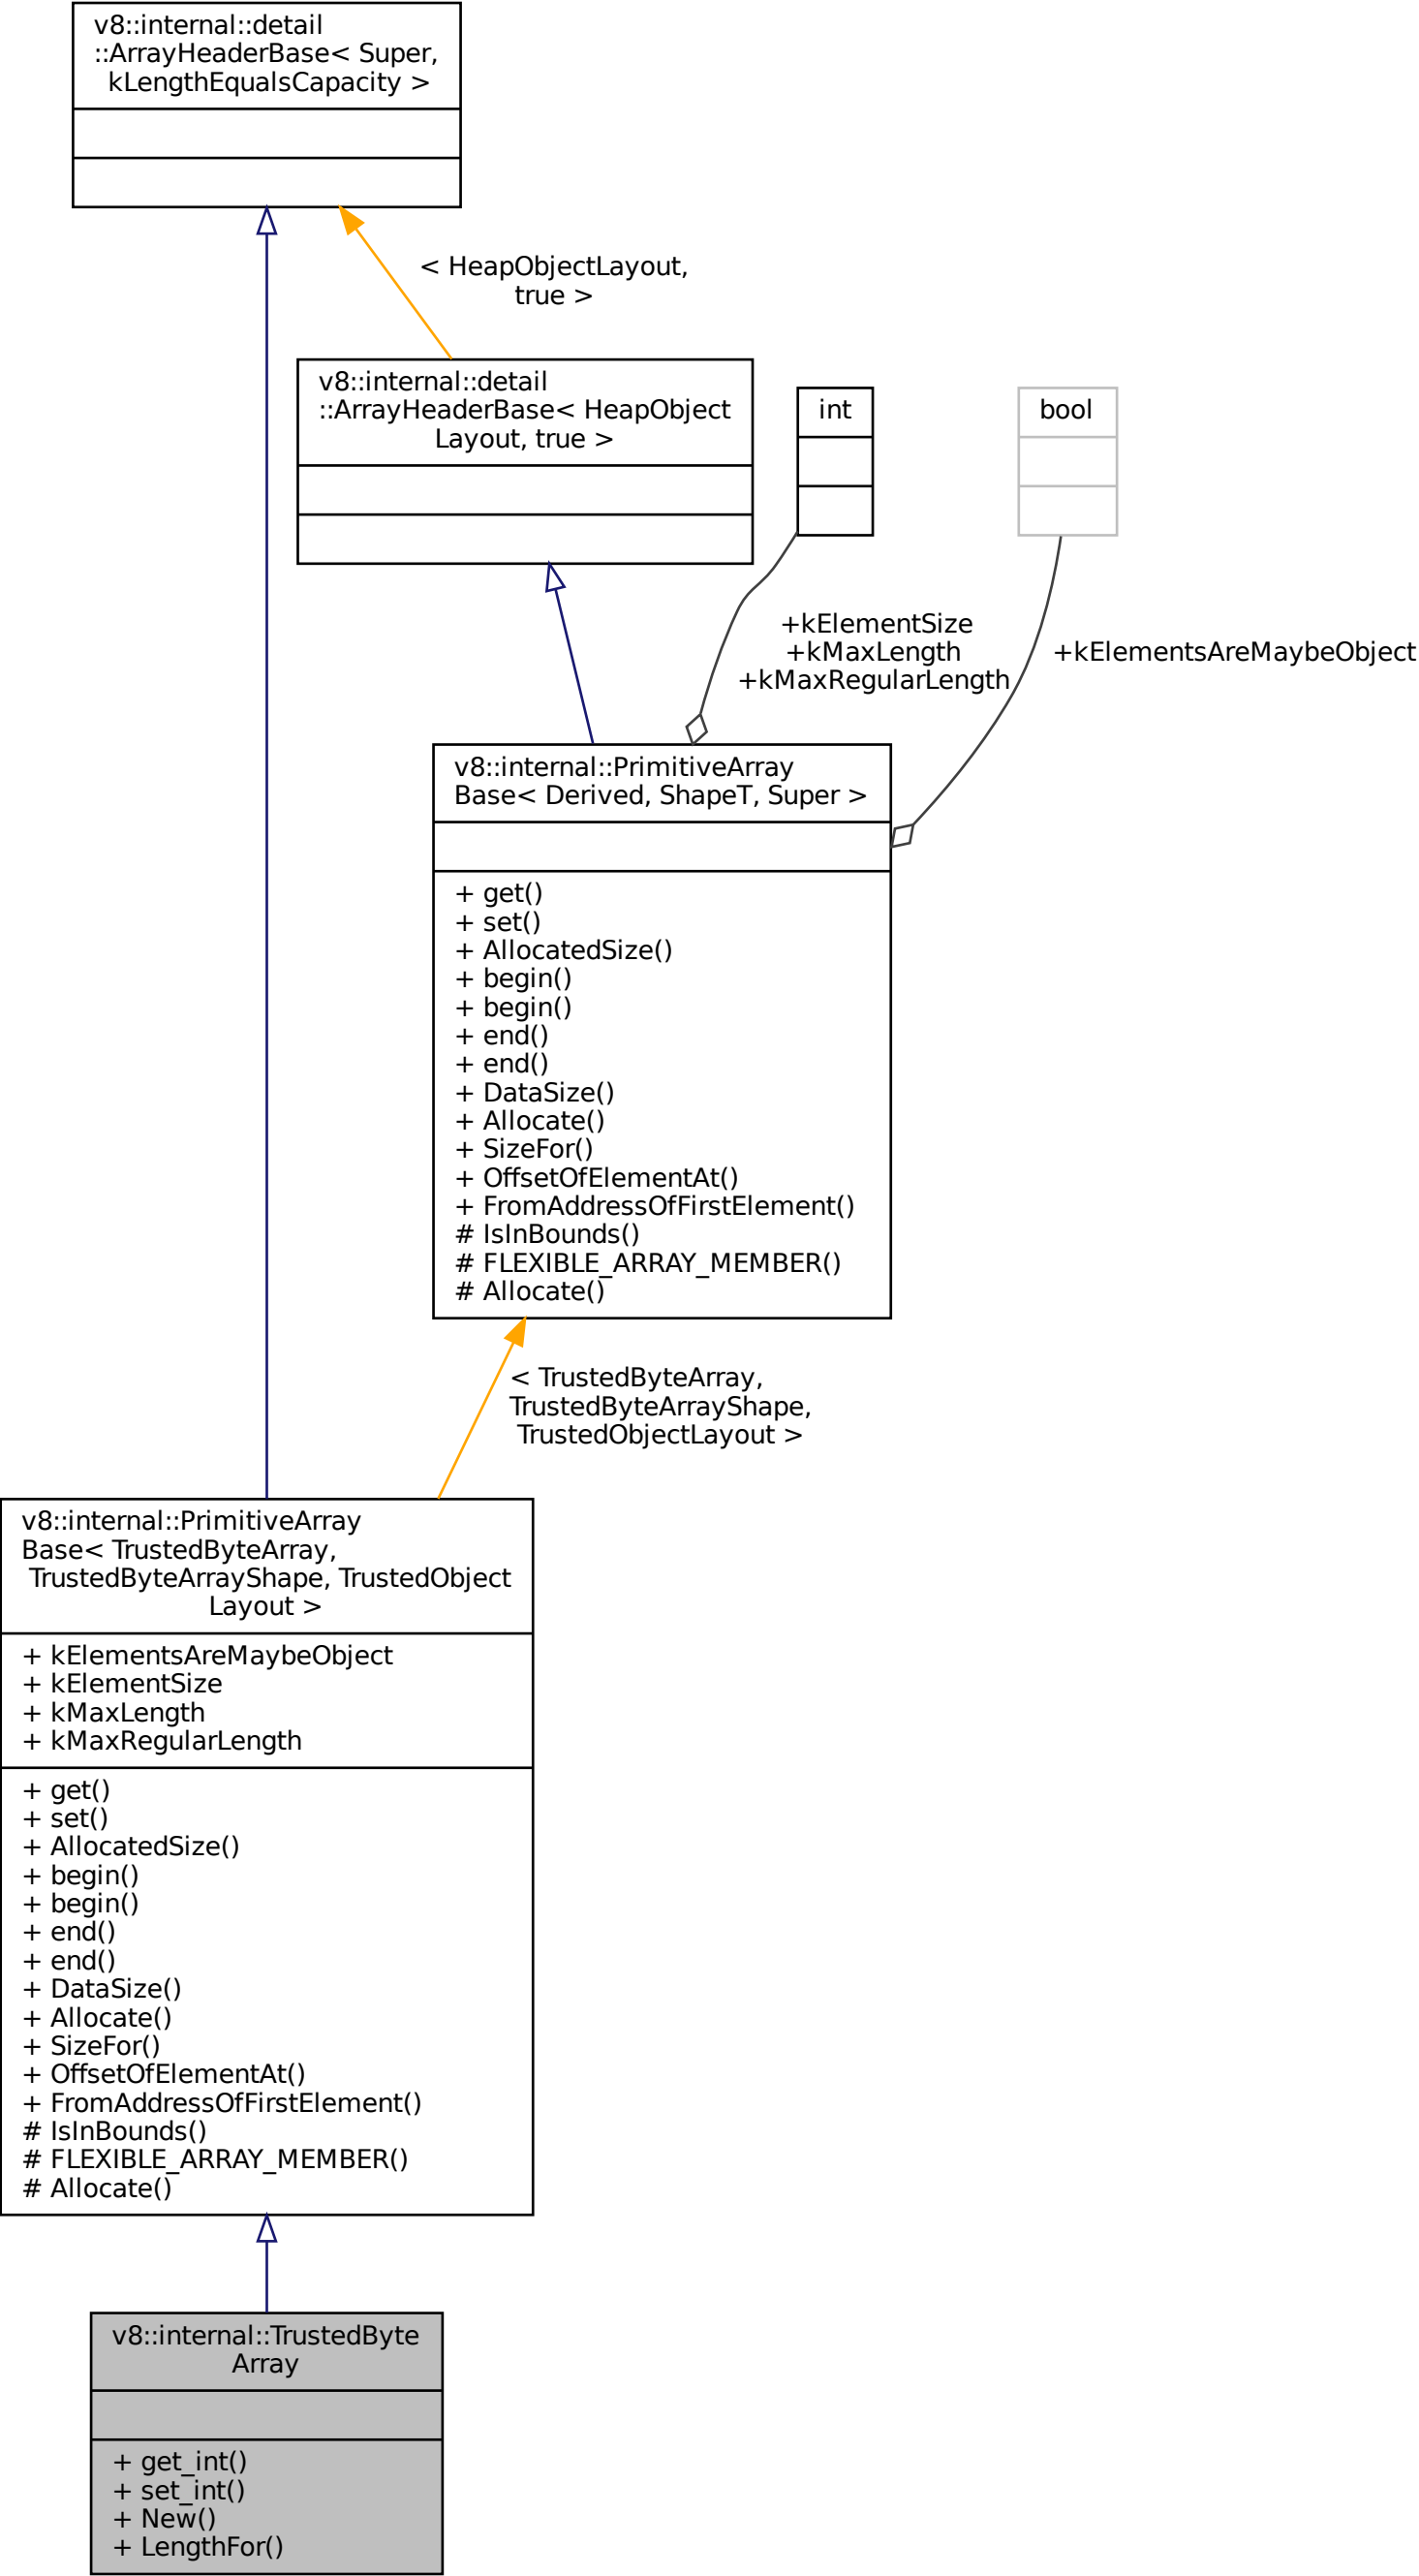 v8::internal::detail
::ArrayHeaderBase< Super,
kLengthEqualsCapacity >
< HeapObjectLayout,
true >
v8::internal::detail
::ArrayHeaderBase< HeapObject
Layout, true >
int
bool
+kElementSize
+kMaxLength
+kMaxRegularLength
+kElementsAreMaybeObject
v8::internal::PrimitiveArray
Base< Derived, ShapeT, Super >
+ get()
+ set()
+ AllocatedSize()
+ begin()
+ begin()
+ end()
+ end()
+ DataSize()
+ Allocate()
+ SizeFor()
+ OffsetOfElementAt()
+ FromAddressOfFirstElement()
# IsInBounds()
# FLEXIBLE_ARRAY_MEMBER()
# Allocate()
< TrustedByteArray,
TrustedByteArrayShape,
TrustedObjectLayout >
v8::internal::PrimitiveArray
Base< TrustedByteArray,
TrustedByteArrayShape, TrustedObject
Layout >
+ kElementsAreMaybeObject
+ kElementSize
+ kMaxLength
+ kMaxRegularLength
+ get()
+ set()
+ AllocatedSize()
+ begin()
+ begin()
+ end()
+ end()
+ DataSize()
+ Allocate()
+ SizeFor()
+ OffsetOfElementAt()
+ FromAddressOfFirstElement()
# IsInBounds()
# FLEXIBLE_ARRAY_MEMBER()
# Allocate()
v8::internal::TrustedByte
Array
+ get_int()
+ set_int()
+ New()
+ LengthFor()